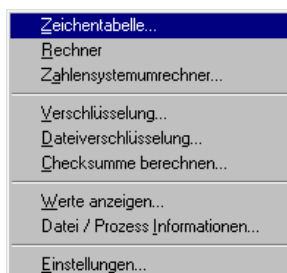 Zeichentabelle...
Rechner
Zahlensystemumrechner...
Verschlüsselung...
Dateiverschlüsselung...
Checksumme berechnen...
Werte anzeigen...
Datei / Prozess Informationen...
Einstellungen...